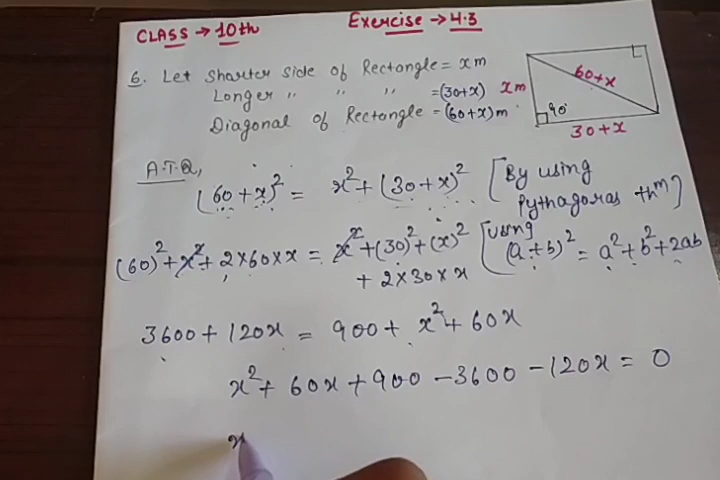 CLASS → 10th Exercise → 4.3
6. Let Sharter side of Rectangle = x m
Longer " " " = (30+x)
Diagonal of Rectangle = (60+x) m
x m
60+x
90°
30+x
A.T.Q,
(60+x)² = x² + (30+x)² [By using
Pythagoras thm]
(60)² + x² + 2×60×x = x² + (30)² + (x)² [using
(a+b)² = a²+b²+2ab
+ 2×30×x
3600 + 120x = 900 + x² + 60x
x² + 60x + 900 - 3600 - 120x = 0
x